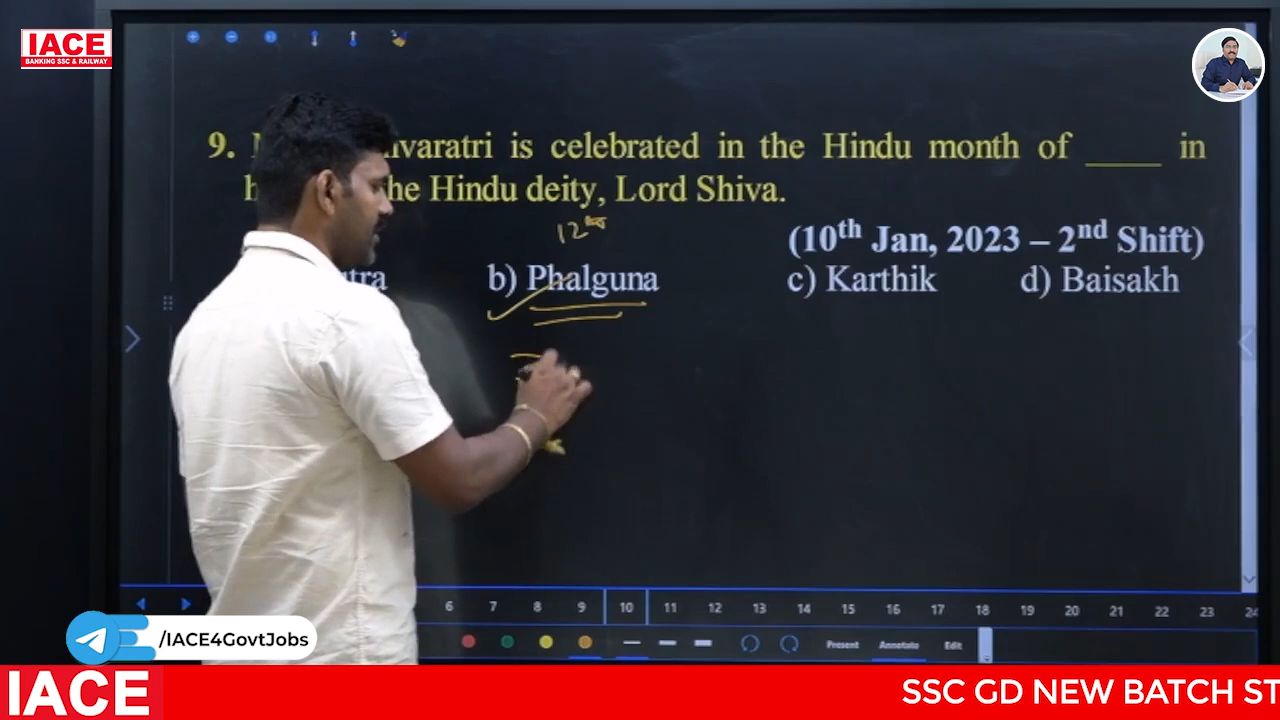 IACE
BANKING SSC & RAILWAY
9. ivaratri is celebrated in the Hindu month of _____ in
he Hindu deity, Lord Shiva.
12th
(10th Jan, 2023 – 2nd Shift)
tra b) Phalguna c) Karthik d) Baisakh
6 7 8 9 10 11 12 13 14 15 16 17 18 19 20 21 22 23 24
Present Annotate Edit
/IACE4GovtJobs
IACE SSC GD NEW BATCH ST